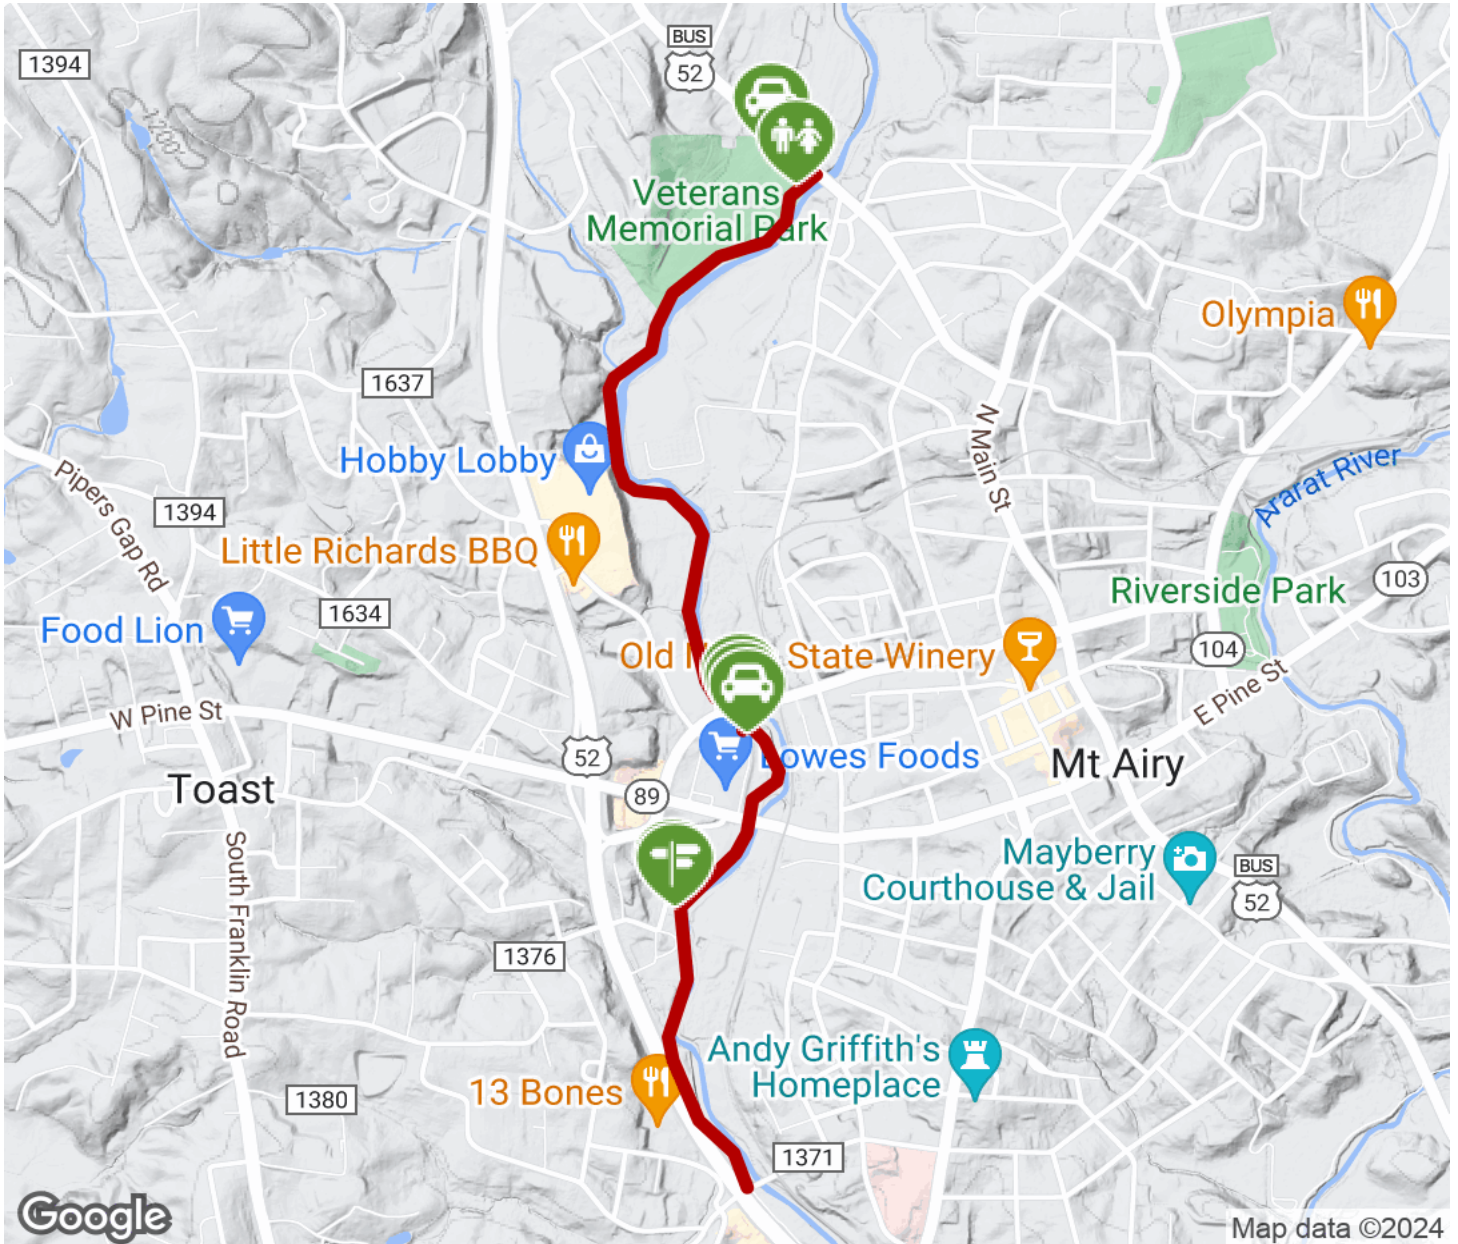 BUS
52
1394
1200
Veterans
Memorial Park
Olympia
1637
N Main St
Hobby Lobby
Ararat River
Pipers Gap Rd
1394
Little Richards BBQ
103
Riverside Park
1634
Food Lion
Old
State Winery
104
E Pine St
W Pine St
52
Lowes Foods
Mt Airy
Toast
89
South Franklin Road
Mayberry
Courthouse & Jail
BUS
52
1376
Andy Griffith's
Homeplace
13 Bones
1380
1371
Google
Map data ©2024